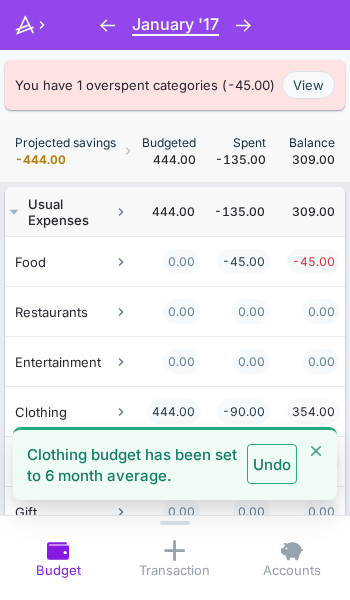 January '17
You have 1 overspent categories (-45.00) View
Projected savings Budgeted Spent Balance
-444.00 444.00 -135.00 309.00
Usual
Expenses 444.00 -135.00 309.00
Food 0.00 -45.00 -45.00
Restaurants 0.00 0.00 0.00
Entertainment 0.00 0.00 0.00
Clothing 444.00 -90.00 354.00
Clothing budget has been set
to 6 month average. Undo
Gift 0.00 0.00 0.00
Budget Transaction Accounts